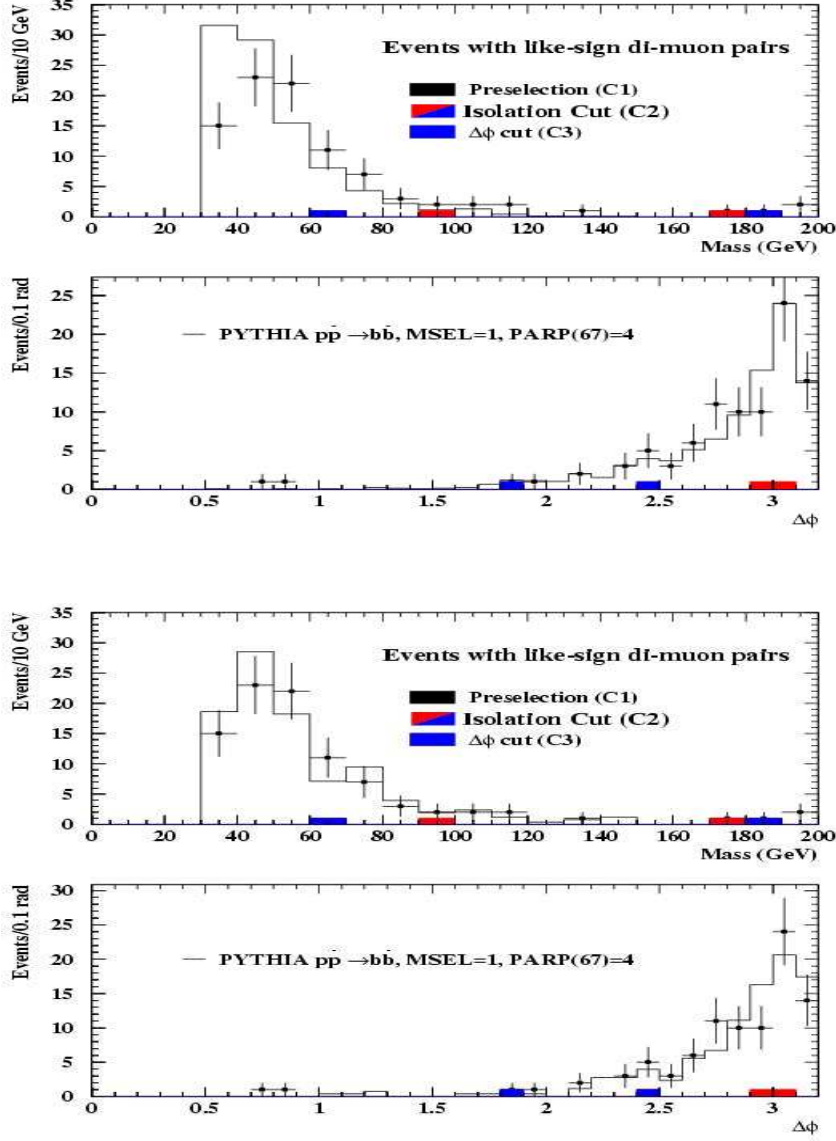 Events/10 GeV
35
30
25
20
15
10
5
0
Events with like-sign di-muon pairs
Preselection (C1)
Isolation Cut (C2)
Δϕ cut (C3)
0 20 40 60 80 100 120 140 160 180 200
Mass (GeV)
Events/0.1 rad
25
20
15
10
5
0
PYTHIA pp̄ →bb̄, MSEL=1, PARP(67)=4
0 0.5 1 1.5 2 2.5 3
Δϕ
Events/10 GeV
35
30
25
20
15
10
5
0
Events with like-sign di-muon pairs
Preselection (C1)
Isolation Cut (C2)
Δϕ cut (C3)
0 20 40 60 80 100 120 140 160 180 200
Mass (GeV)
Events/0.1 rad
30
25
20
15
10
5
0
PYTHIA pp̄ →bb̄, MSEL=1, PARP(67)=4
0 0.5 1 1.5 2 2.5 3
Δϕ